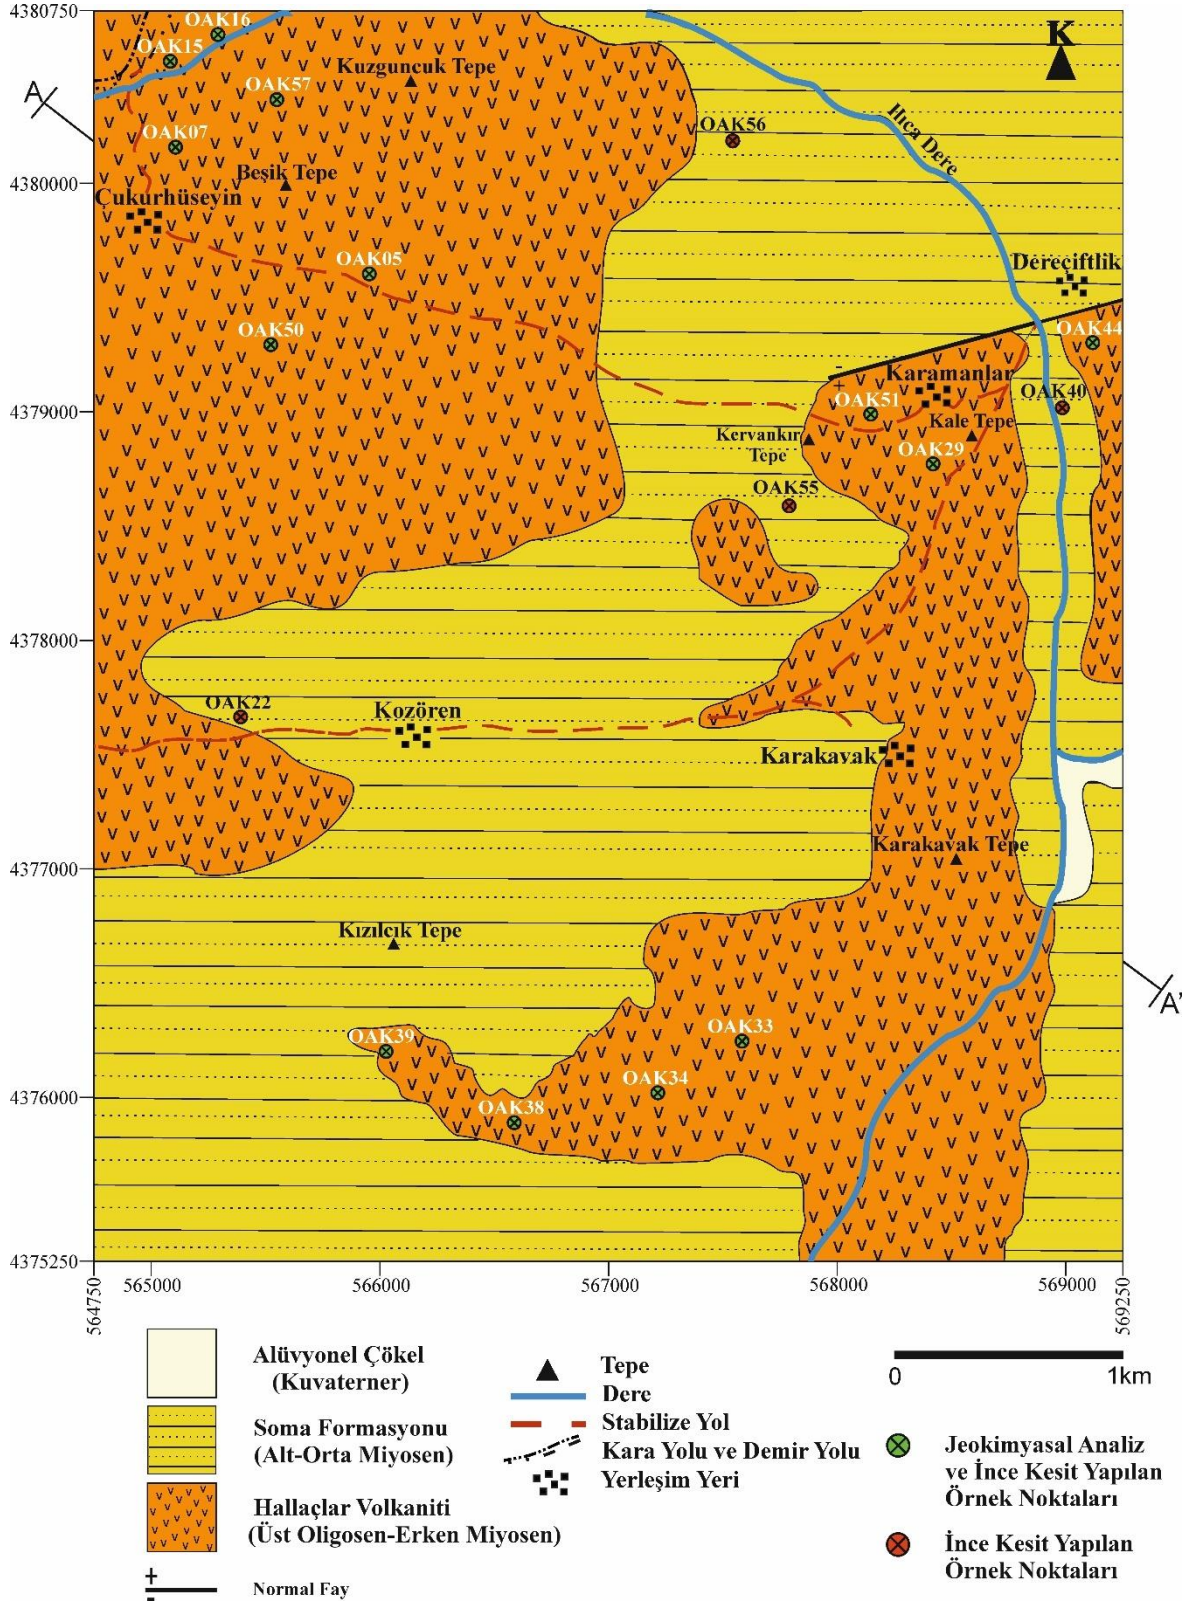 4380750
OAK16
K
OAK15
Kuzguncuk Tepe
A
OAK57
OAK56
Ilıca Dere
OAK07
4380000
Beşik Tepe
Çukurhüseyin
OAK05
Dereçiftlik
OAK50
OAK44
-
+
Karamanlar
4379000
OAK51
OAK40
Kale Tepe
Kervankır
Tepe
OAK29
OAK55
4378000
OAK22
Kozören
Karakavak
Karakavak Tepe
4377000
Kızılcık Tepe
A'
OAK33
OAK39
OAK34
4376000
OAK38
4375250
564750
565000
566000
567000
568000
569000
569250
Alüvyonel Çökel
(Kuvaterner)
Soma Formasyonu
(Alt-Orta Miyosen)
Hallaçlar Volkaniti
(Üst Oligosen-Erken Miyosen)
+
-
Normal Fay
Tepe
Dere
Stabilize Yol
Kara Yolu ve Demir Yolu
Yerleşim Yeri
0 1km
Jeokimyasal Analiz
ve İnce Kesit Yapılan
Örnek Noktaları
İnce Kesit Yapılan
Örnek Noktaları